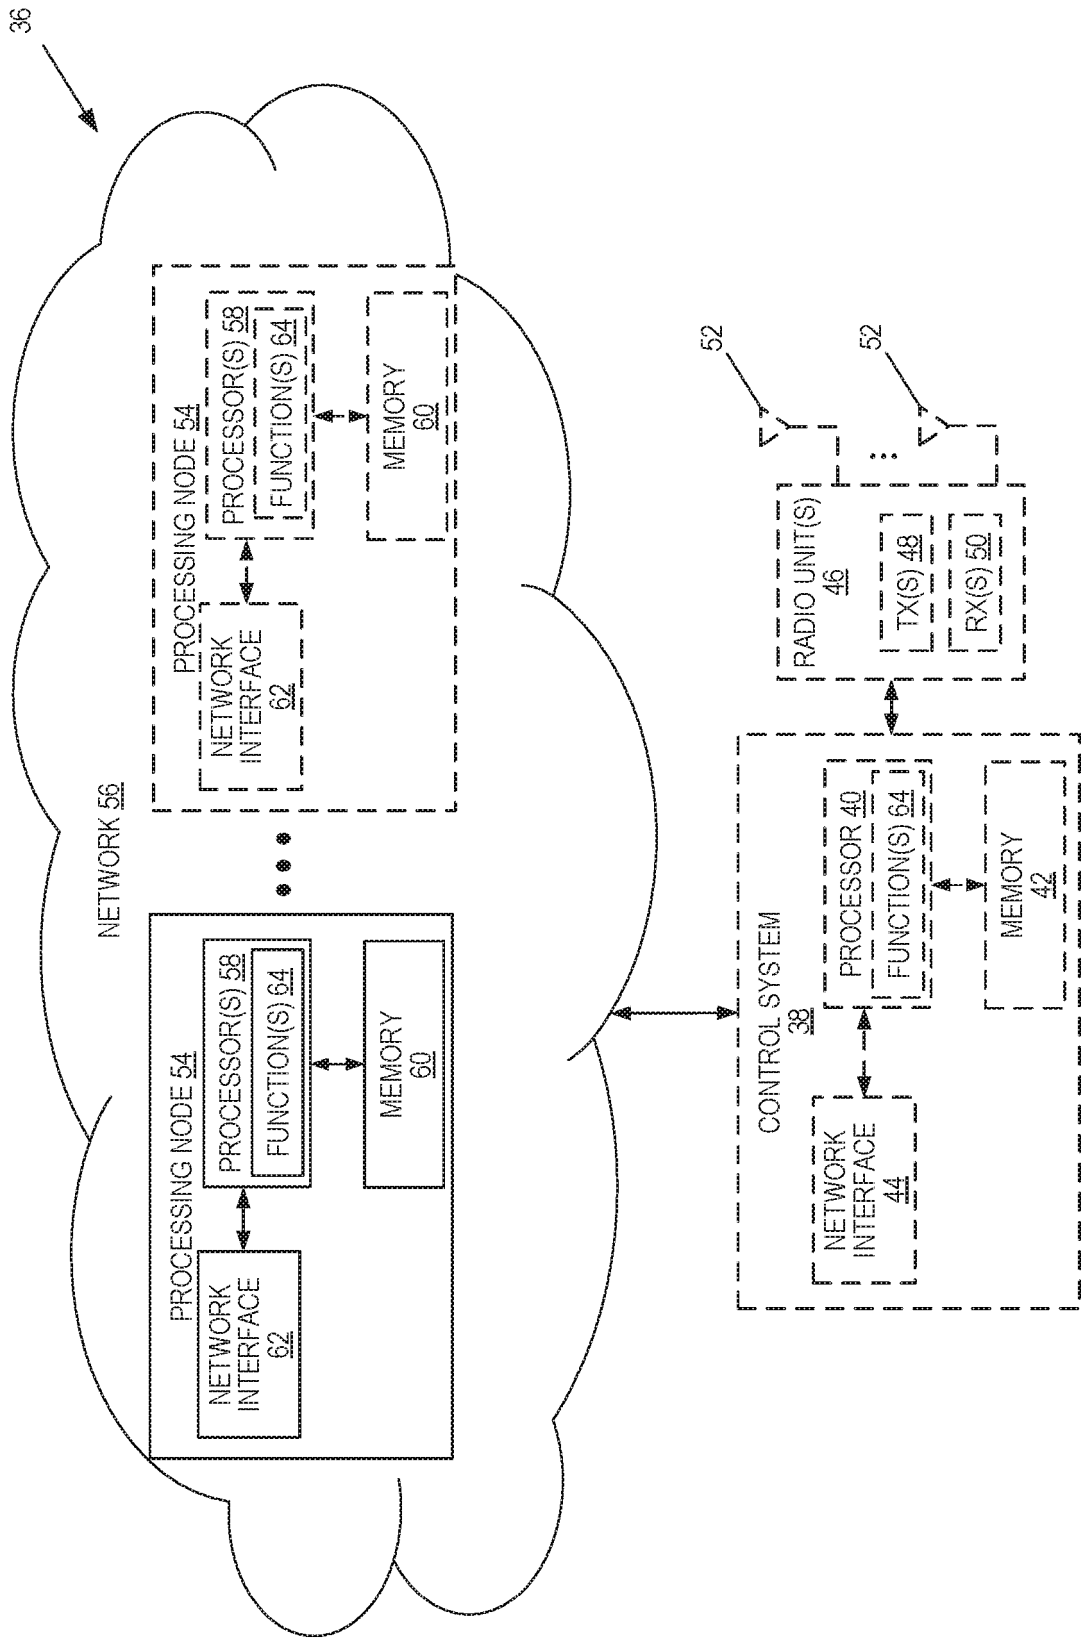 36
NETWORK 56
PROCESSING NODE 54
NETWORK
INTERFACE
62
PROCESSOR(S) 58
FUNCTION(S) 64
MEMORY
60
PROCESSING NODE 54
NETWORK
INTERFACE
62
PROCESSOR(S) 58
FUNCTION(S) 64
MEMORY
60
CONTROL SYSTEM
38
NETWORK
INTERFACE
44
PROCESSOR 40
FUNCTION(S) 64
MEMORY
42
RADIO UNIT(S)
46
TX(S) 48
RX(S) 50
52
52